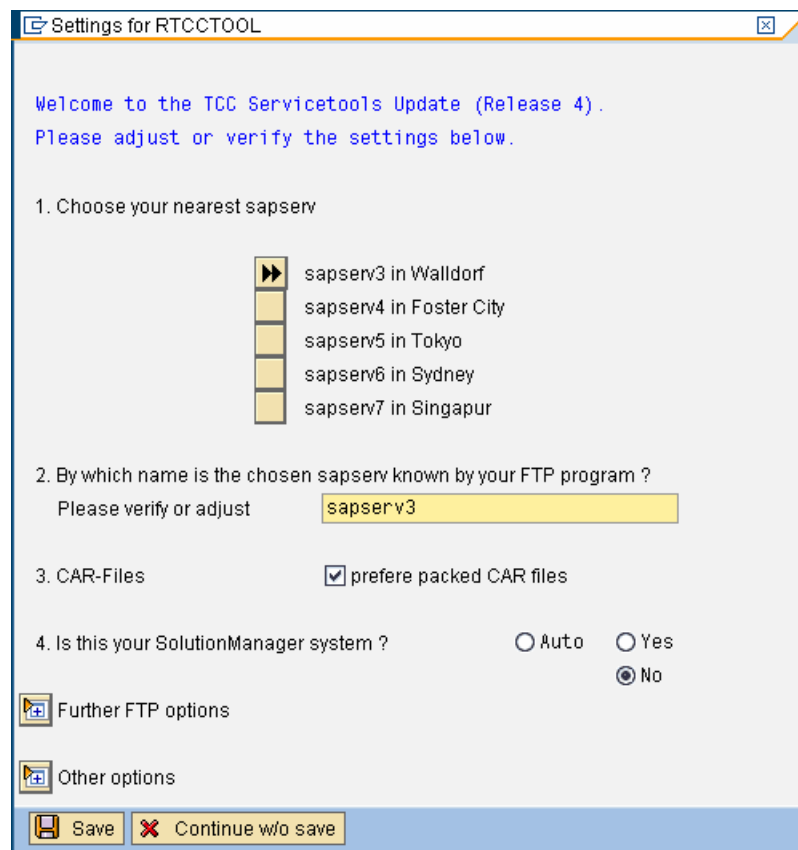 Settings for RTCCTOOL
Welcome to the TCC Servicetools Update (Release 4).
Please adjust or verify the settings below.
1. Choose your nearest sapserv
sapserv3 in Walldorf
sapserv4 in Foster City
sapserv5 in Tokyo
sapserv6 in Sydney
sapserv7 in Singapur
2. By which name is the chosen sapserv known by your FTP program ?
Please verify or adjust sapserv3
3. CAR-Files prefere packed CAR files
4. Is this your SolutionManager system ? Auto Yes
No
Further FTP options
Other options
Save Continue w/o save